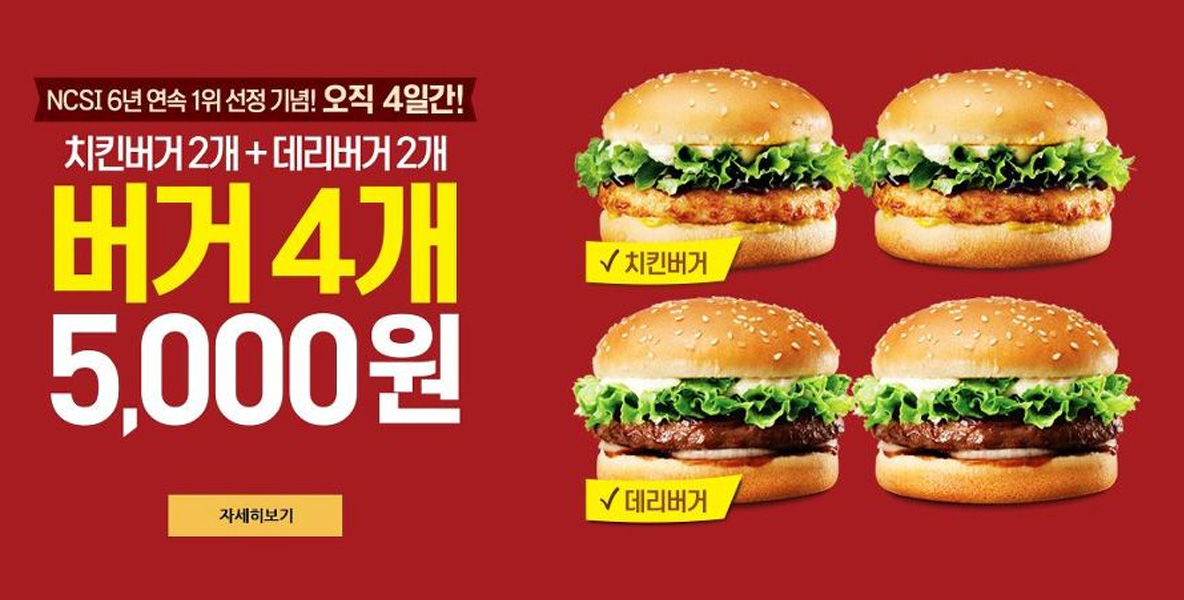 NCSI 6년 연속 1위 선정 기념! 오직 4일간!
치킨버거 2개 + 데리버거 2개
버거 4개
5,000원
자세히보기
✓ 치킨버거
✓ 데리버거